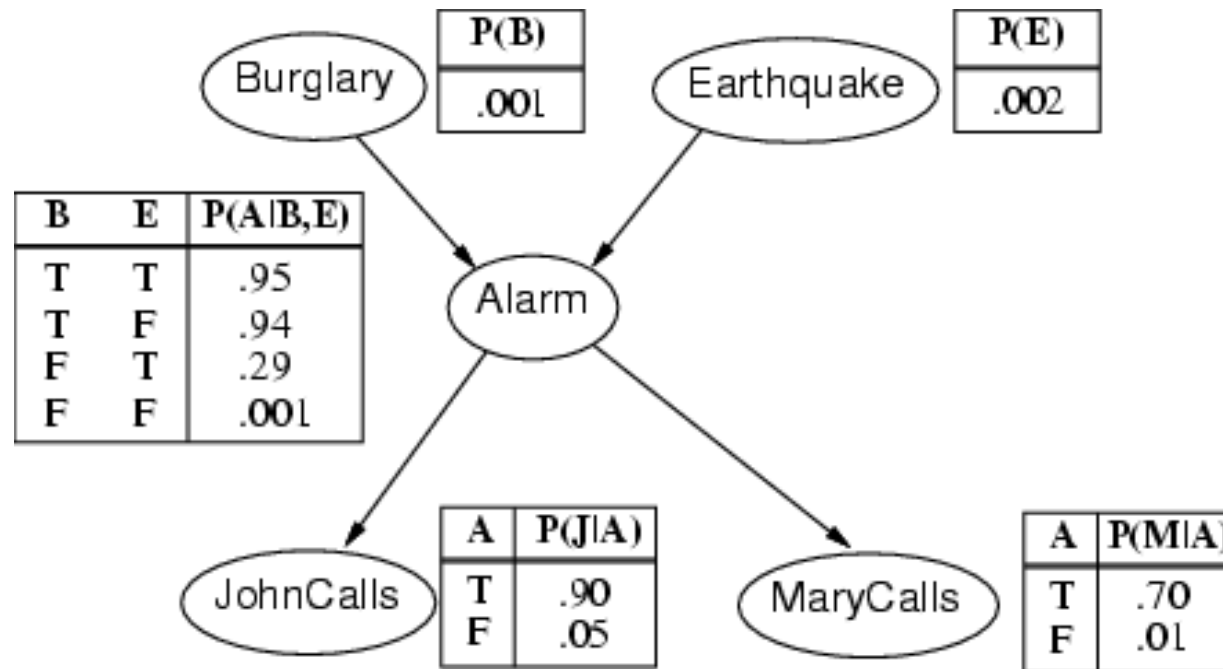 Burglary
P(B)
.001
Earthquake
P(E)
.002
B E P(A|B,E)
T T .95
T F .94
F T .29
F F .001
Alarm
JohnCalls
A P(J|A)
T .90
F .05
MaryCalls
A P(M|A)
T .70
F .01